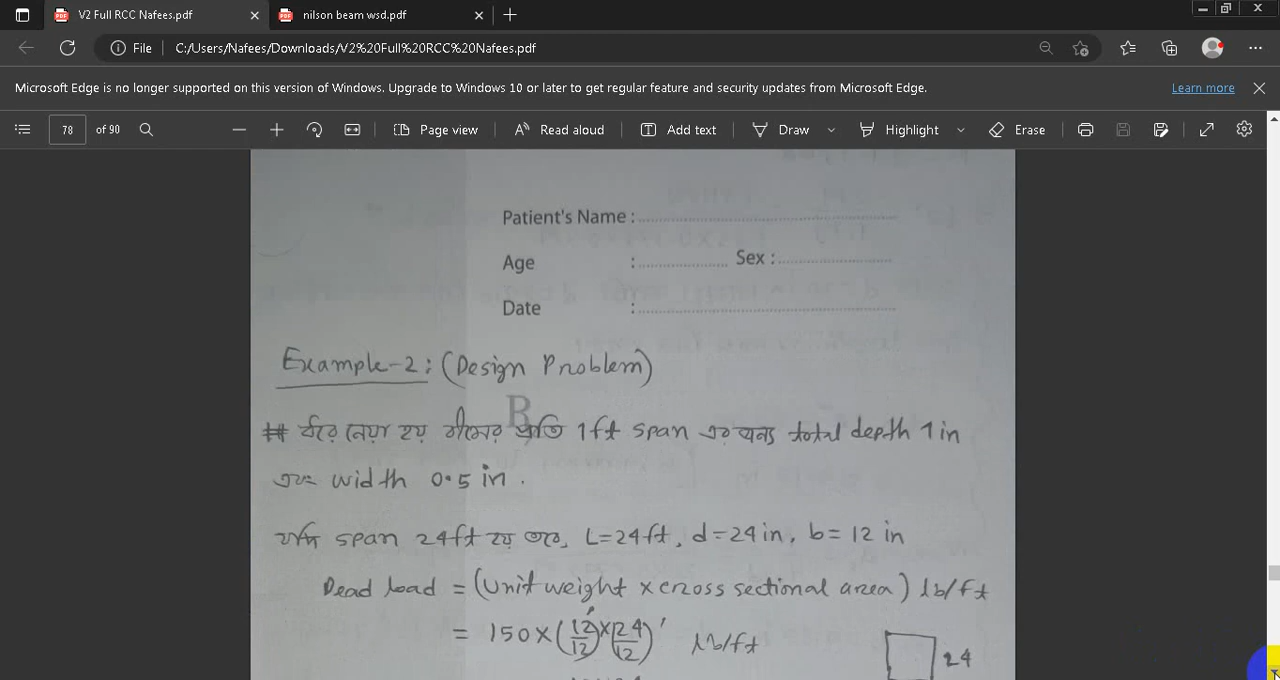 V2 Full RCC Nafees.pdf
nilson beam wsd.pdf
File
C:/Users/Nafees/Downloads/V2%20Full%20RCC%20Nafees.pdf
Microsoft Edge is no longer supported on this version of Windows. Upgrade to Windows 10 or later to get regular feature and security updates from Microsoft Edge.
Learn more
78 of 90
Page view
Read aloud
Add text
Draw
Highlight
Erase
Patient's Name :
Age : Sex :
Date :
Example-2: (Design Problem)
B
# ধরে নেয়া হয় বীমের প্রতি 1ft span এর জন্য total depth 1 in
এবং width 0.5 in.
যদি span 24ft হয় তবে, L=24ft, d=24in, b= 12 in
Dead load = (unit weight × cross sectional area) lb/ft
= 150×(12/12)×(24/12)' lb/ft
24